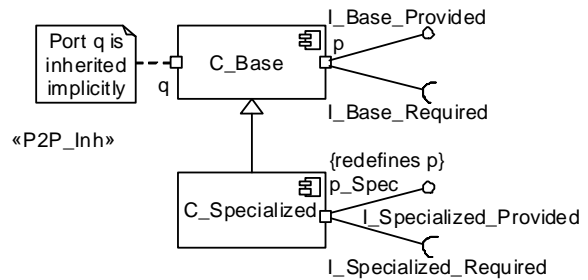 I_Base_Provided
Port q is
inherited
implicitly
C_Base
p
q
I_Base_Required
«P2P_Inh»
{redefines p}
p_Spec
C_Specialized
I_Specialized_Provided
I_Specialized_Required